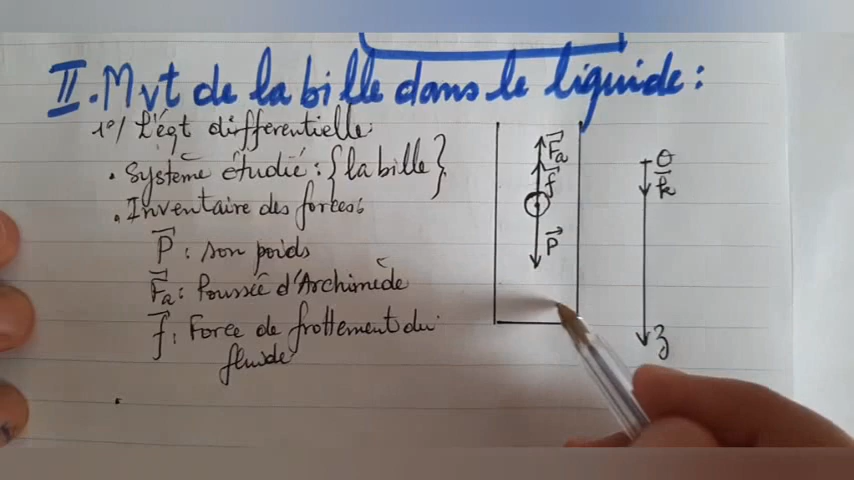 II. Mvt de la bille dans le liquide :
1°/ L'éqt différentielle:
• Système étudié : {la bille}
• Inventaire des forces:
P⃗ : son poids
F⃗a : Poussée d'Archimède
f⃗ : Force de frottement du
fluide
F⃗a
f⃗
P⃗
O
k⃗
z